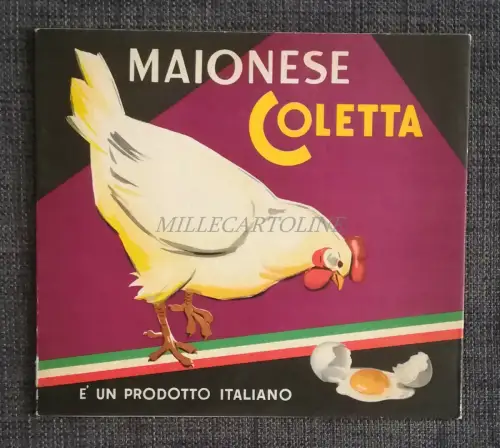 MAIONESE
COLETTA
MILLECARTOLINE
E' UN PRODOTTO ITALIANO